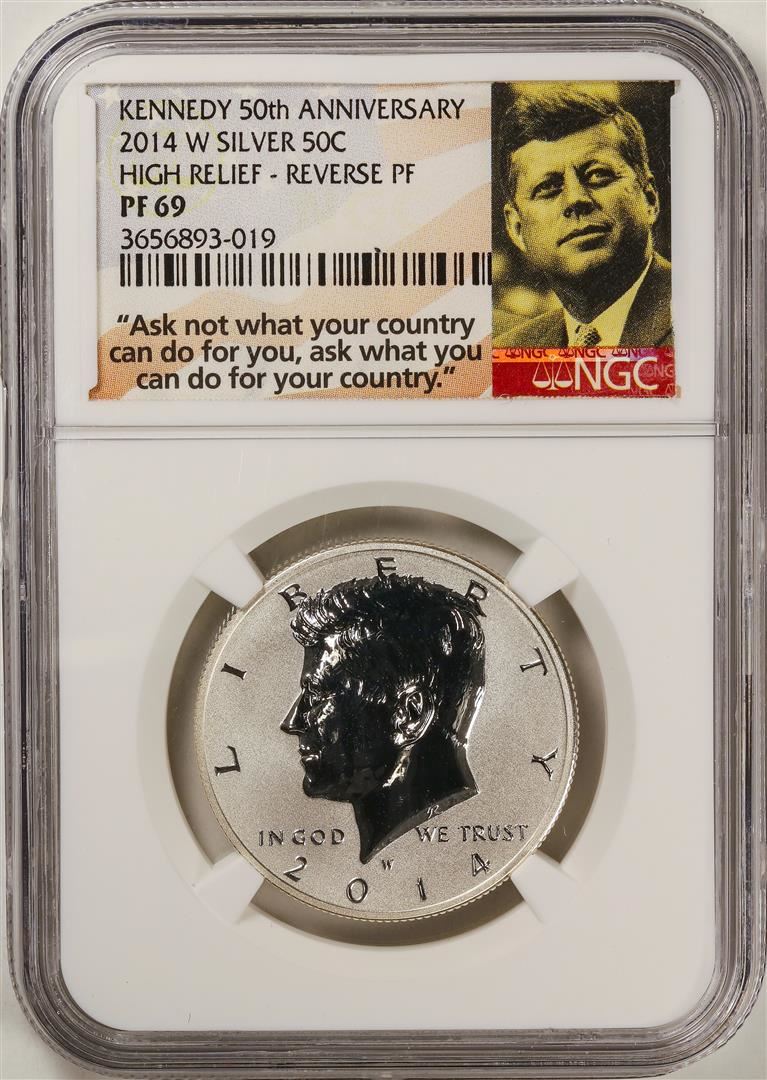 KENNEDY 50th ANNIVERSARY
2014 W SILVER 50C
HIGH RELIEF - REVERSE PF
PF 69
3656893-019
“Ask not what your country
can do for you, ask what you
can do for your country.”
NGC NGC
NGC
LIBERTY
IN GOD WE TRUST
W
2014